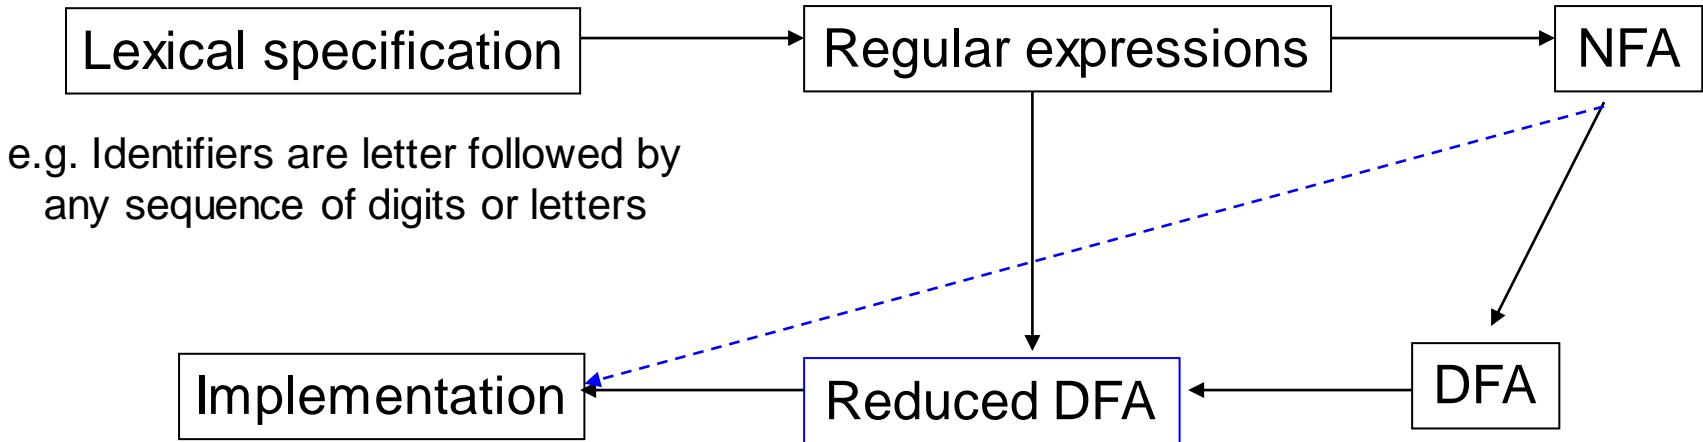 Lexical specification
Regular expressions
NFA
e.g. Identifiers are letter followed by
any sequence of digits or letters
Implementation
Reduced DFA
DFA